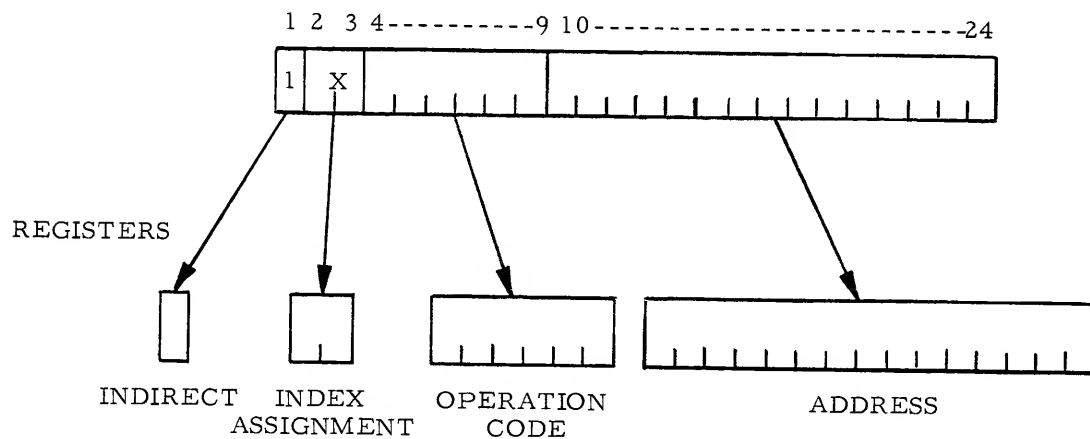 1 2 3 4-----------9 10-------------------------24
1 X
REGISTERS
INDIRECT INDEX ASSIGNMENT OPERATION CODE ADDRESS